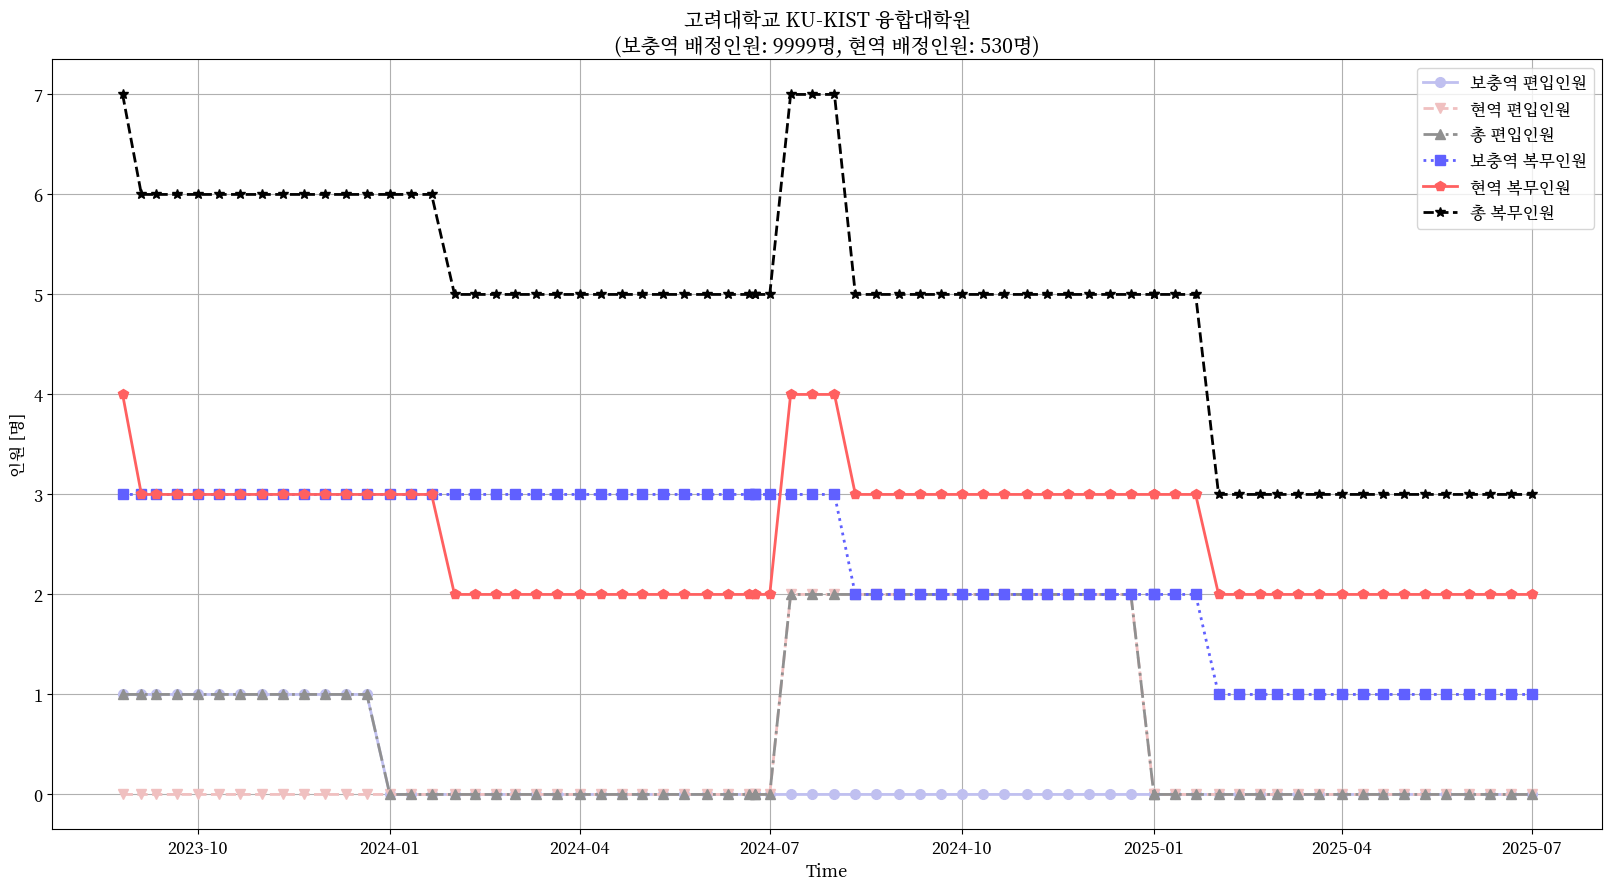 고려대학교 KU-KIST 융합대학원
(보충역 배정인원: 9999명, 현역 배정인원: 530명)
보충역 편입인원
현역 편입인원
총 편입인원
보충역 복무인원
현역 복무인원
총 복무인원
인원 [명]
7
6
5
4
3
2
1
0
2023-10
2024-01
2024-04
2024-07
2024-10
2025-01
2025-04
2025-07
Time